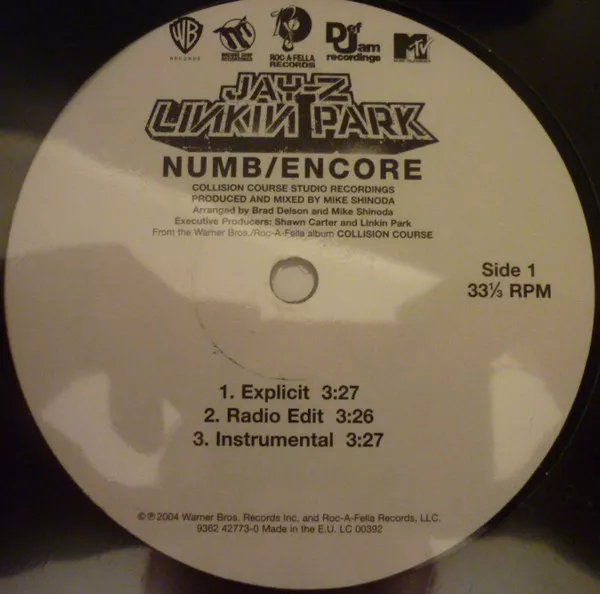 WB
RECORDS
ROC-A-FELLA
RECORDS
Def
Jam
recordings
MTV
JAY-Z
LINKIN PARK
NUMB/ENCORE
COLLISION COURSE STUDIO RECORDINGS
PRODUCED AND MIXED BY MIKE SHINODA
Arranged by Brad Delson and Mike Shinoda
Executive Producers: Shawn Carter and Linkin Park
From the Warner Bros./Roc-A-Fella album COLLISION COURSE
Side 1
33⅓ RPM
1. Explicit 3:27
2. Radio Edit 3:26
3. Instrumental 3:27
©℗2004 Warner Bros. Records Inc. and Roc-A-Fella Records, LLC.
9362 42773-0 Made in the E.U. LC 00392